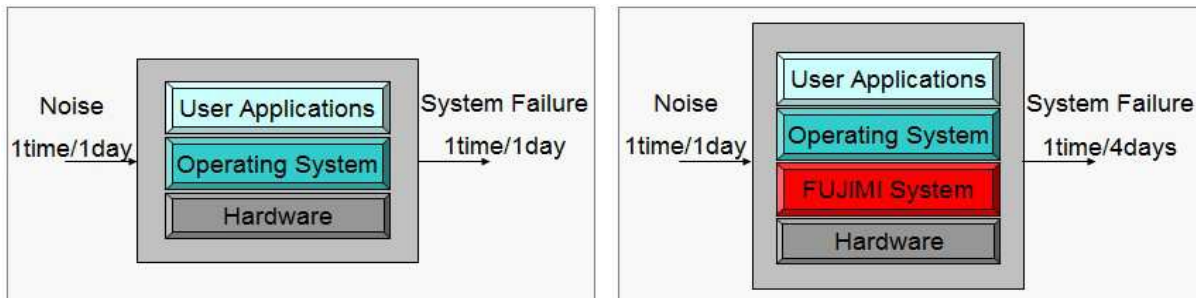 Noise
1time/1day
User Applications
Operating System
Hardware
System Failure
1time/1day
Noise
1time/1day
User Applications
Operating System
FUJIMI System
Hardware
System Failure
1time/4days